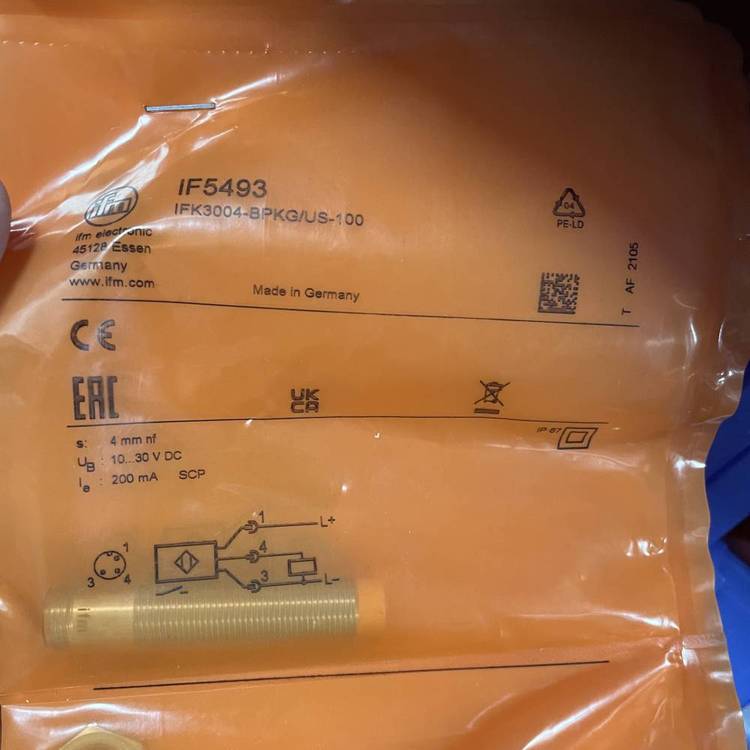 IF5493
IFK3004-BPKG/US-100
ifm
ifm electronic
45128 Essen
Germany
www.ifm.com
Made in Germany
04
PE-LD
T AF 2105
CE
EAC
UK
CA
IP 67
s: 4 mm nf
UB : 10...30 V DC
Ie : 200 mA SCP
1
L+
4
3
L–
1
3
4
ifm